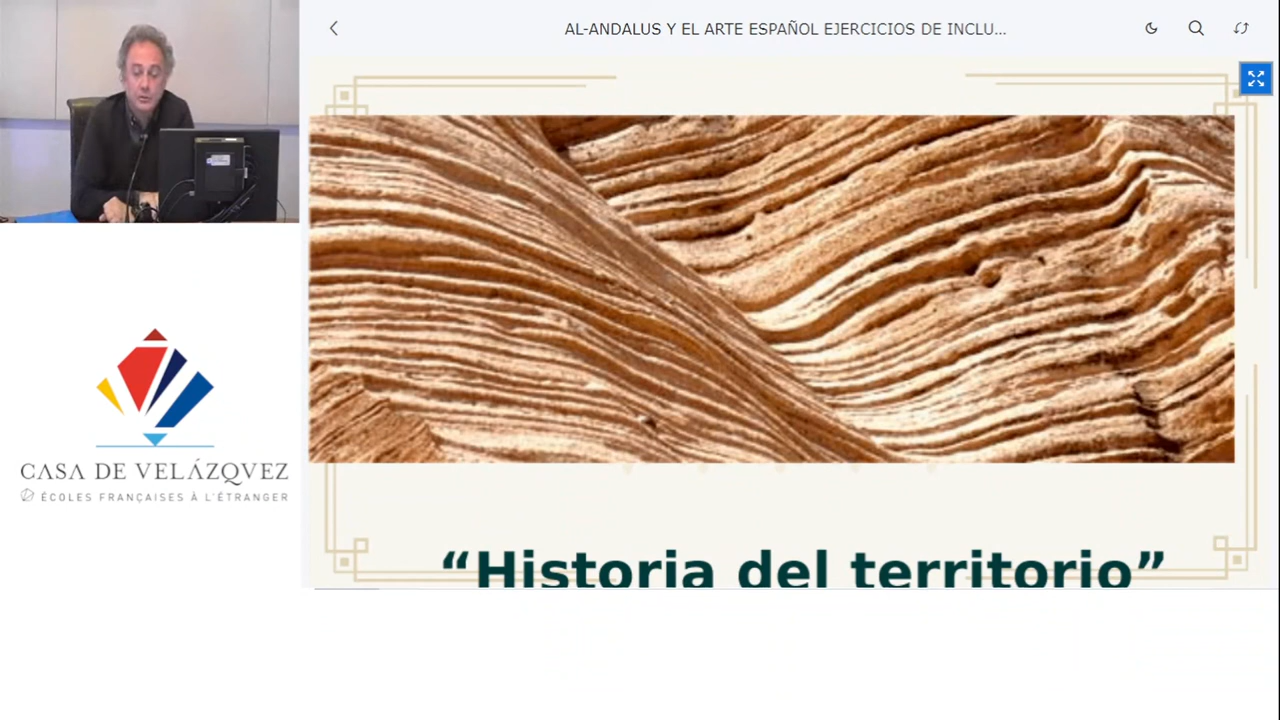 AL-ANDALUS Y EL ARTE ESPAÑOL EJERCICIOS DE INCLU...
CASA DE VELÁZQVEZ
ÉCOLES FRANÇAISES À L'ÉTRANGER
“Historia del territorio”